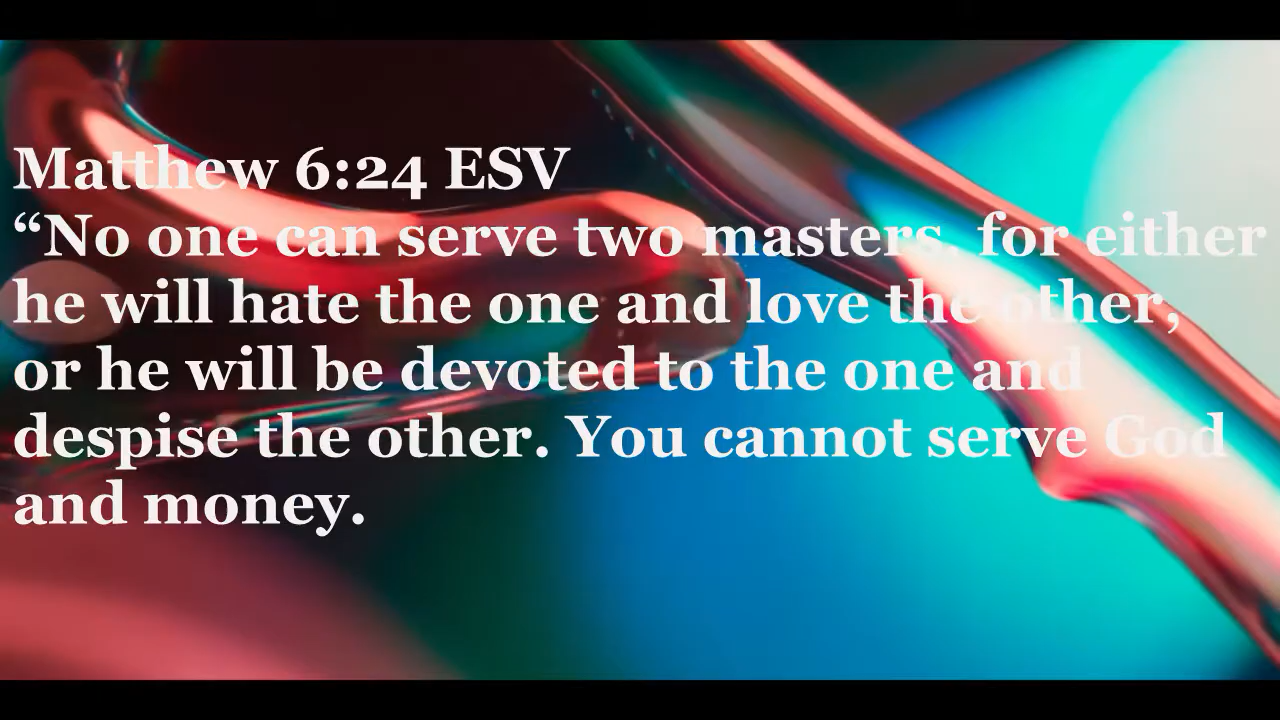 Matthew 6:24 ESV
“No one can serve two masters, for either
he will hate the one and love the other,
or he will be devoted to the one and
despise the other. You cannot serve God
and money.